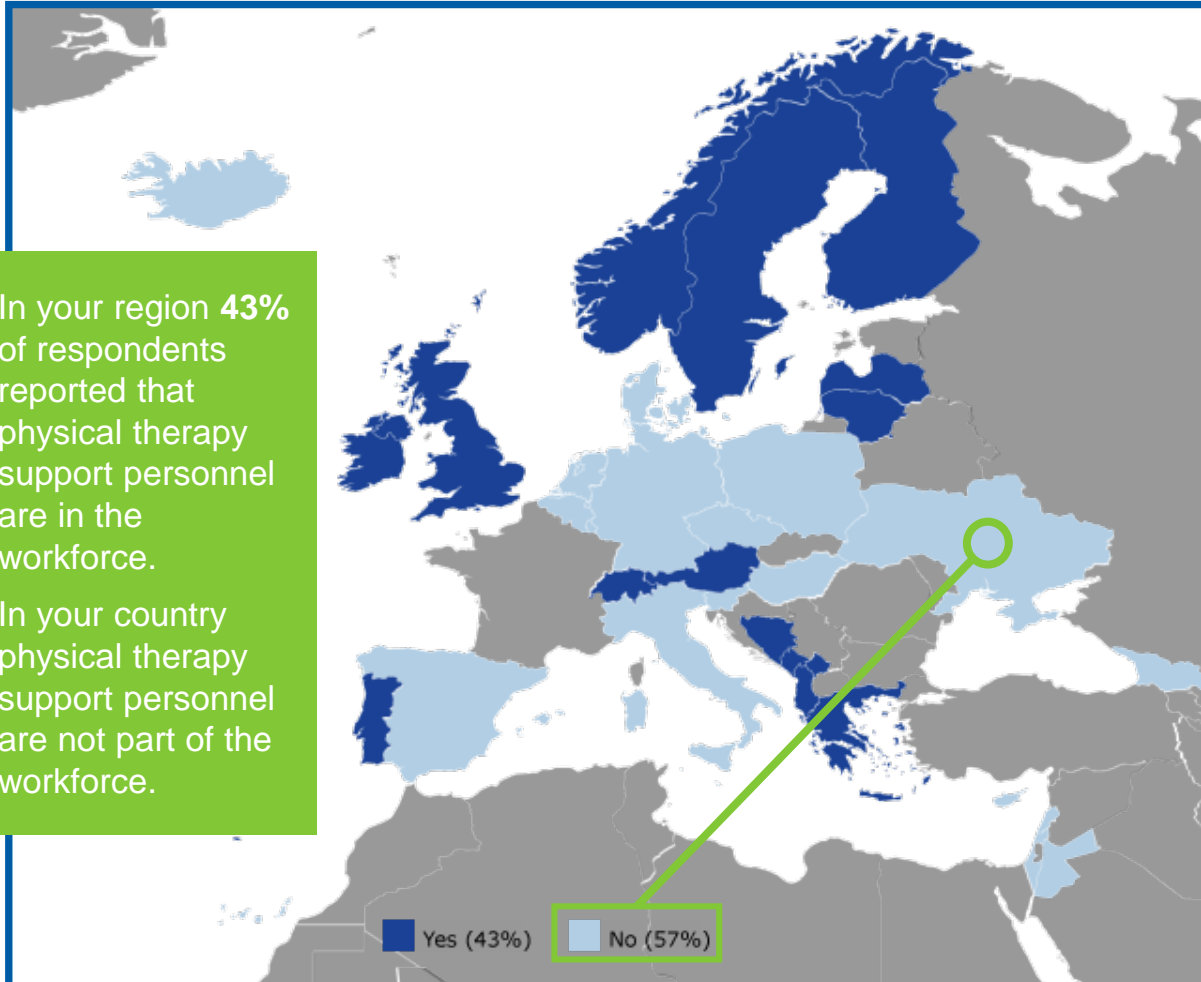 In your region 43%
of respondents
reported that
physical therapy
support personnel
are in the
workforce.
In your country
physical therapy
support personnel
are not part of the
workforce.
Yes (43%)
No (57%)